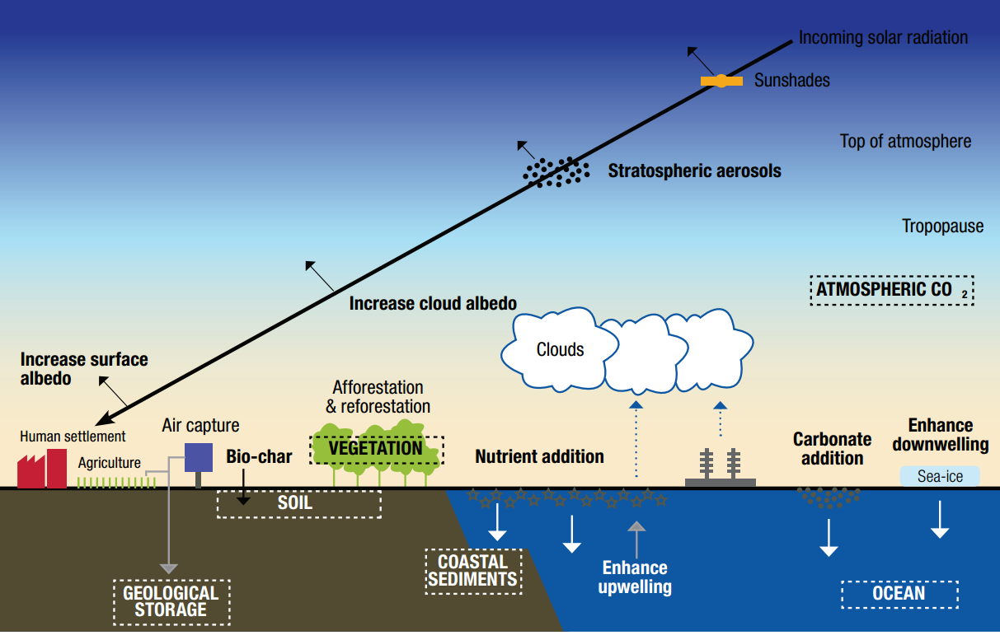 Incoming solar radiation
Sunshades
Top of atmosphere
Stratospheric aerosols
Tropopause
ATMOSPHERIC CO 2
Increase cloud albedo
Clouds
Increase surface
albedo
Afforestation
& reforestation
Human settlement
Air capture
Agriculture
Bio-char
VEGETATION
Nutrient addition
Carbonate
addition
Enhance
downwelling
Sea-ice
SOIL
COASTAL
SEDIMENTS
Enhance
upwelling
GEOLOGICAL
STORAGE
OCEAN